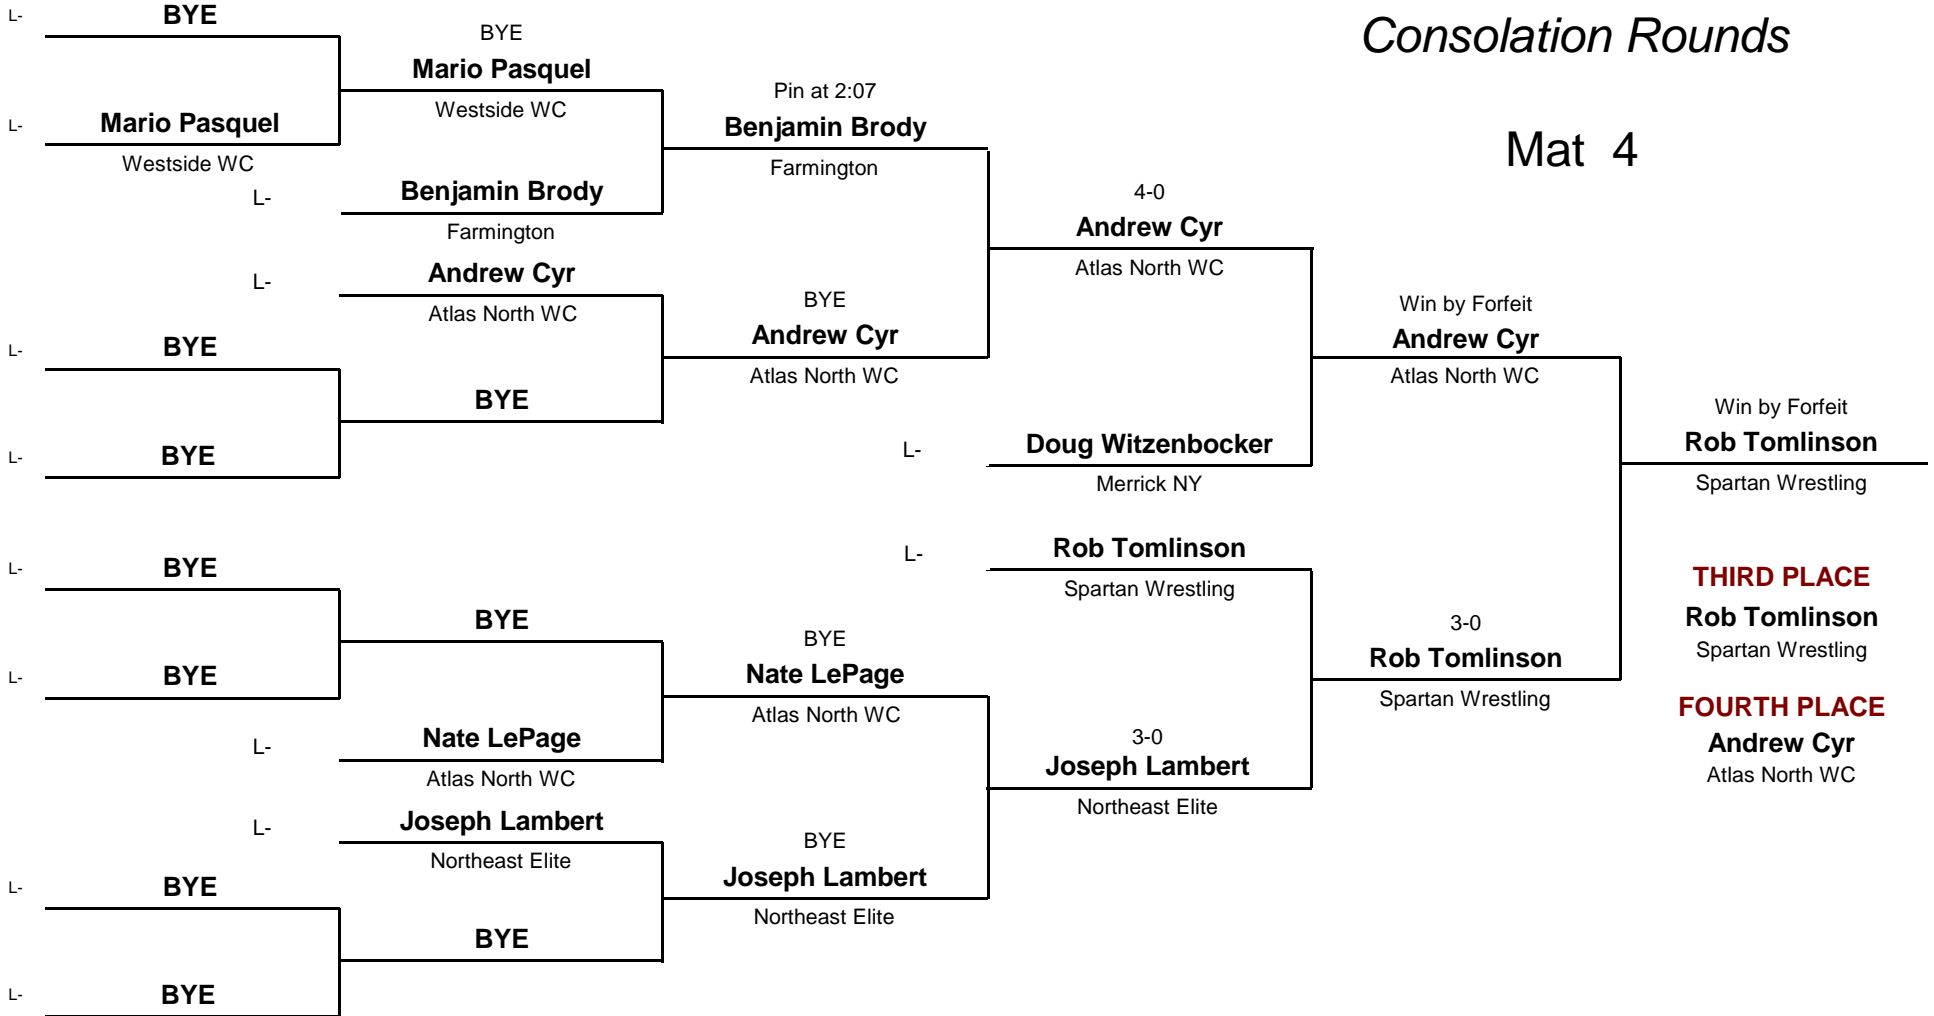 Consolation Rounds
Mat 4
L- BYE
L- Mario Pasquel
Westside WC
L- BYE
L- BYE
L- BYE
L- BYE
L- BYE
L- BYE
BYE
Mario Pasquel
Westside WC
L- Benjamin Brody
Farmington
L- Andrew Cyr
Atlas North WC
BYE
BYE
L- Nate LePage
Atlas North WC
L- Joseph Lambert
Northeast Elite
BYE
Pin at 2:07
Benjamin Brody
Farmington
BYE
Andrew Cyr
Atlas North WC
BYE
Nate LePage
Atlas North WC
BYE
Joseph Lambert
Northeast Elite
4-0
Andrew Cyr
Atlas North WC
L- Doug Witzenbocker
Merrick NY
L- Rob Tomlinson
Spartan Wrestling
3-0
Joseph Lambert
Northeast Elite
Win by Forfeit
Andrew Cyr
Atlas North WC
3-0
Rob Tomlinson
Spartan Wrestling
Win by Forfeit
Rob Tomlinson
Spartan Wrestling
THIRD PLACE
Rob Tomlinson
Spartan Wrestling
FOURTH PLACE
Andrew Cyr
Atlas North WC